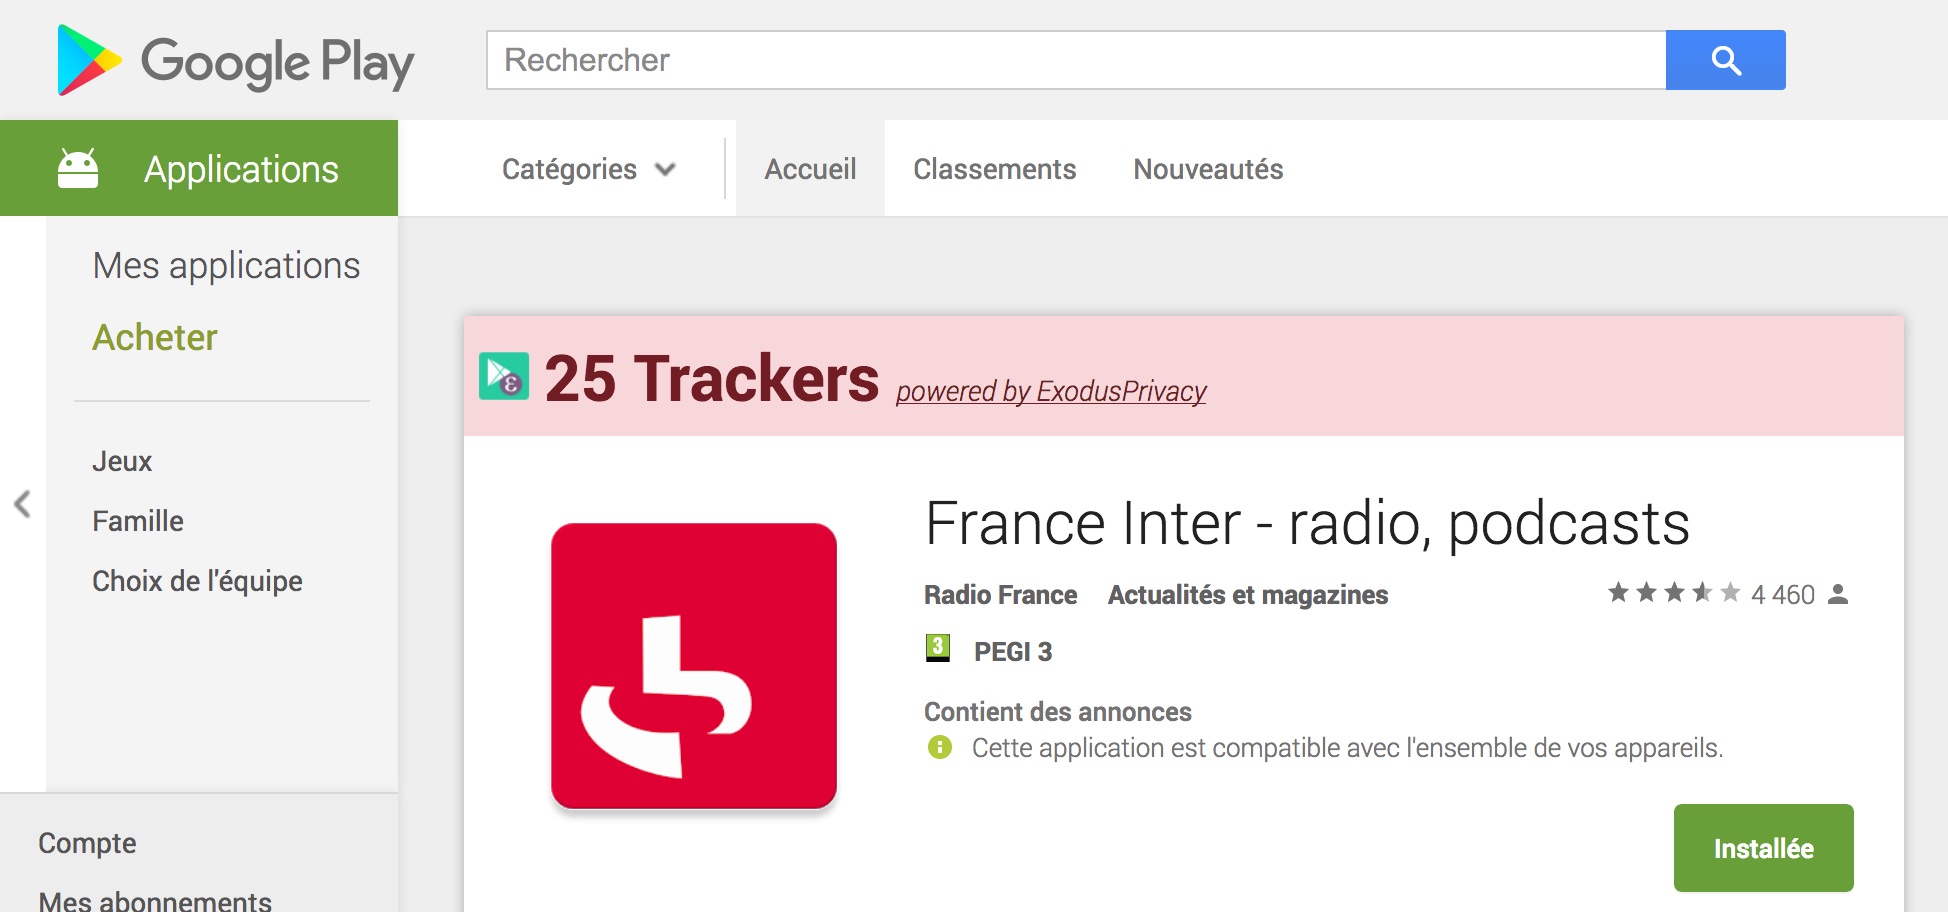 Google Play
Rechercher
Applications
Catégories
Accueil
Classements
Nouveautés
Mes applications
Acheter
Jeux
Famille
Choix de l'équipe
Compte
Mes abonnements
25 Trackers powered by ExodusPrivacy
France Inter - radio, podcasts
Radio France Actualités et magazines
4 460
3 PEGI 3
Contient des annonces
Cette application est compatible avec l'ensemble de vos appareils.
Installée